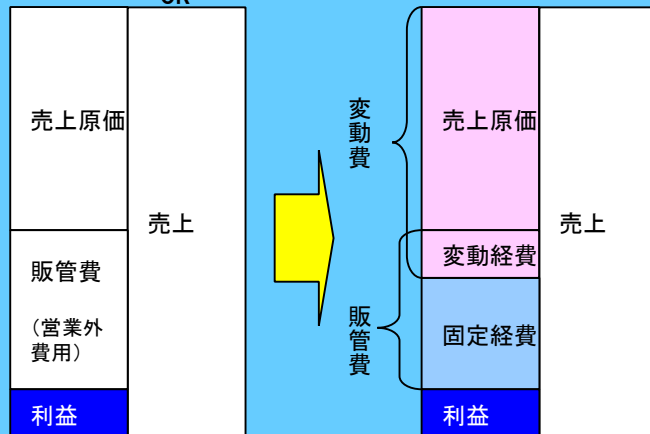 売上原価
販管費
（営業外
費用）
利益
売上
変動費
販管費
売上原価
変動経費
固定経費
利益
売上